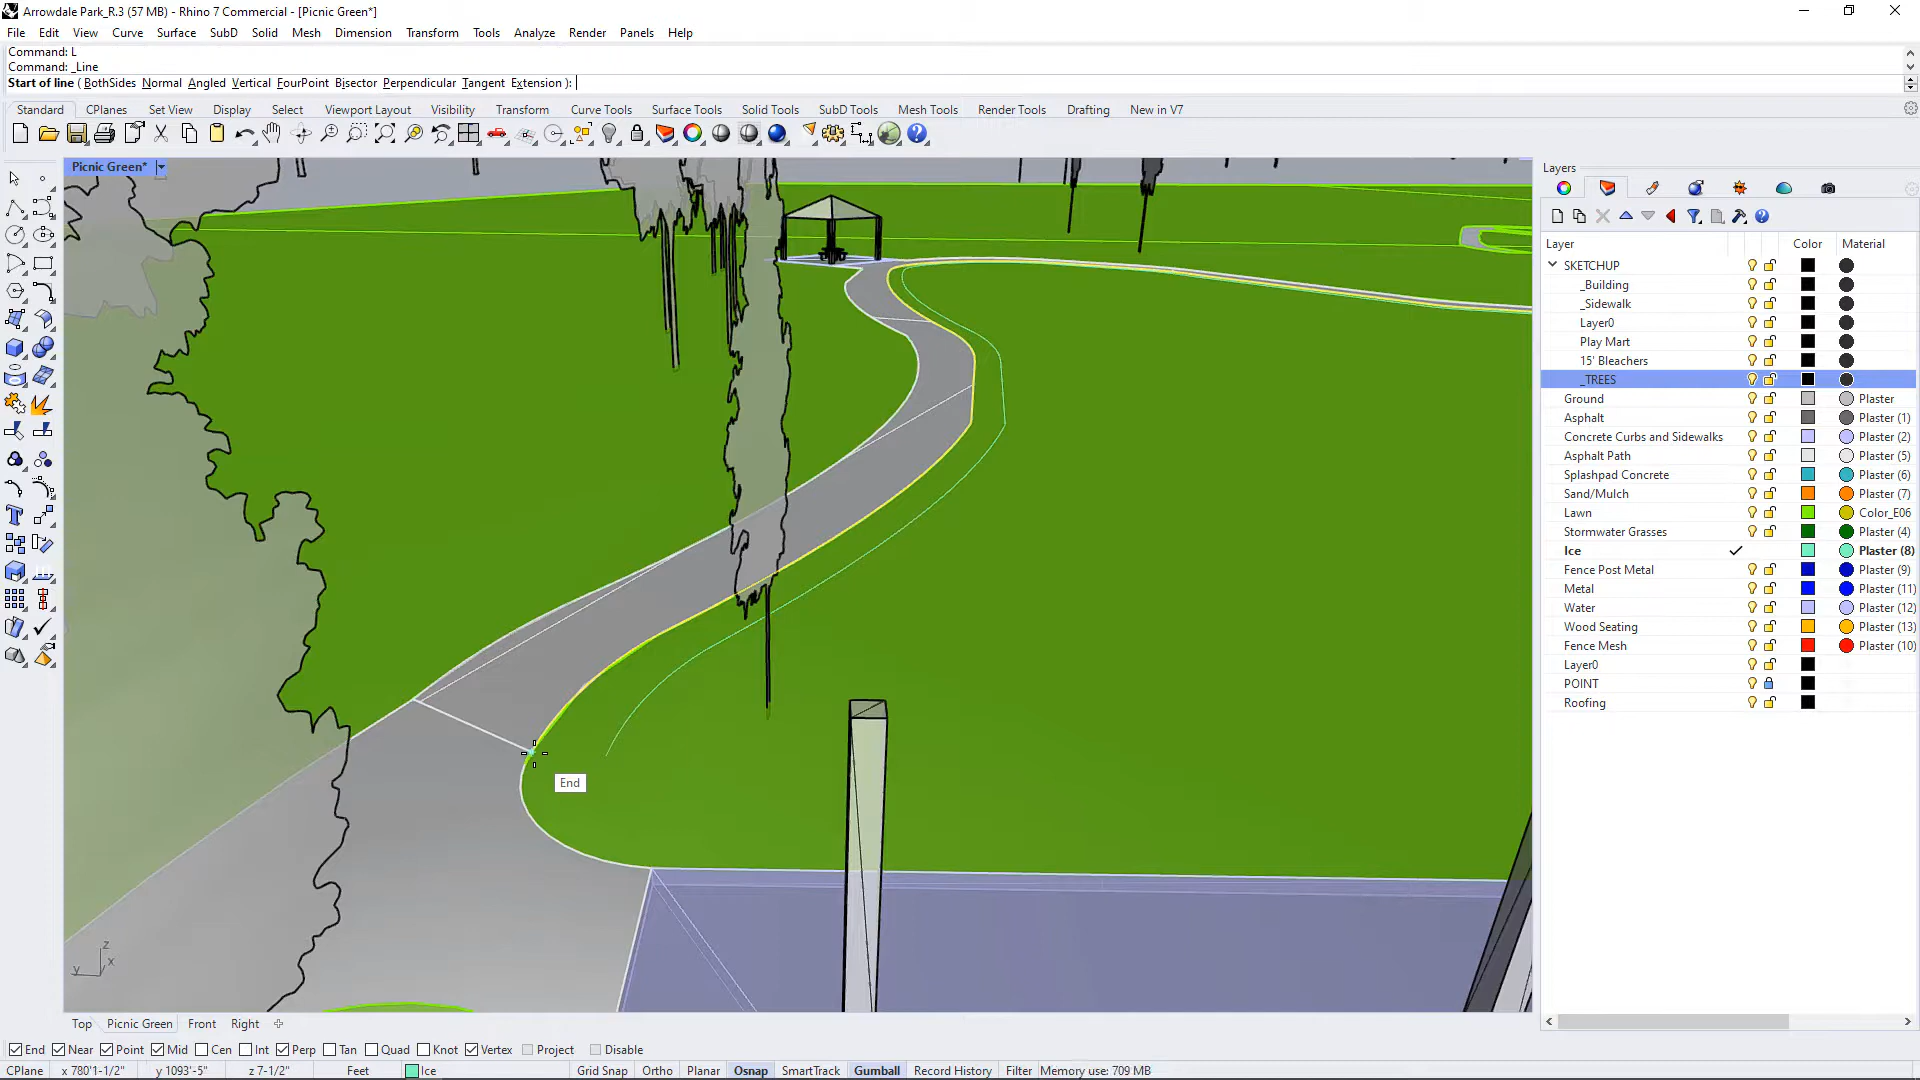 Arrowdale Park_R.3 (57 MB) - Rhino 7 Commercial - [Picnic Green*]
File Edit View Curve Surface SubD Solid Mesh Dimension Transform Tools Analyze Render Panels Help
Command: L
Command: _Line
Start of line ( BothSides Normal Angled Vertical FourPoint Bisector Perpendicular Tangent Extension ):
Standard CPlanes Set View Display Select Viewport Layout Visibility Transform Curve Tools Surface Tools Solid Tools SubD Tools Mesh Tools Render Tools Drafting New in V7
Picnic Green*
Layers
Layer Color Material
SKETCHUP
_Building
_Sidewalk
Layer0
Play Mart
15' Bleachers
_TREES
Ground Plaster
Asphalt Plaster (1)
Concrete Curbs and Sidewalks Plaster (2)
Asphalt Path Plaster (5)
Splashpad Concrete Plaster (6)
Sand/Mulch Plaster (7)
Lawn Color_E06
Stormwater Grasses Plaster (4)
Ice Plaster (8)
Fence Post Metal Plaster (9)
Metal Plaster (11)
Water Plaster (12)
Wood Seating Plaster (13)
Fence Mesh Plaster (10)
Layer0
POINT
Roofing
End
z
y x
Top Picnic Green Front Right
End Near Point Mid Cen Int Perp Tan Quad Knot Vertex Project Disable
CPlane x 780'1-1/2" y 1093'-5" z 7-1/2" Feet Ice Grid Snap Ortho Planar Osnap SmartTrack Gumball Record History Filter Memory use: 709 MB